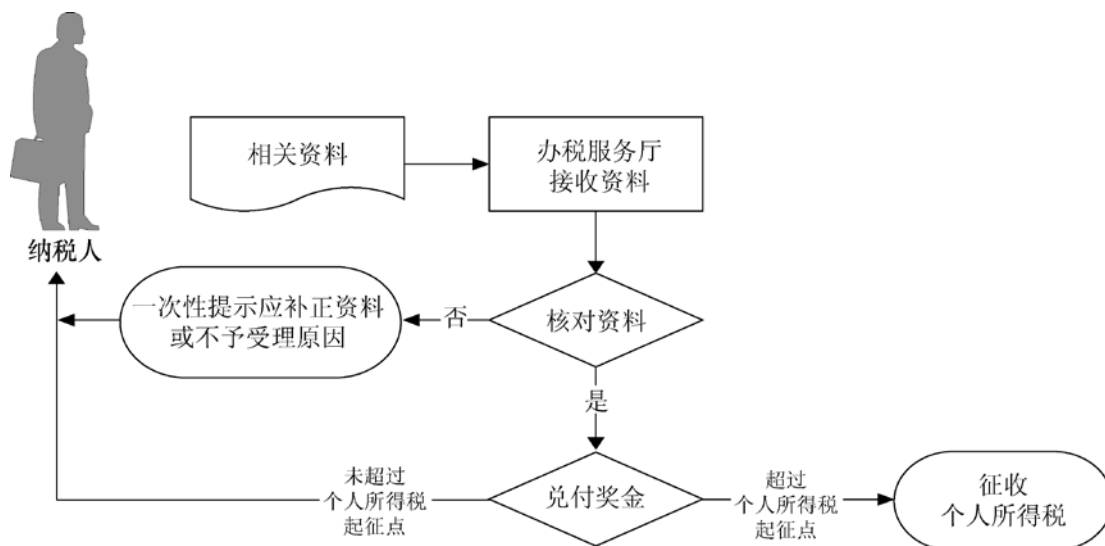 相关资料
办税服务厅
接收资料
纳税人
一次性提示应补正资料
或不予受理原因
否
核对资料
是
未超过
个人所得税
起征点
兑付奖金
超过
个人所得税
起征点
征收
个人所得税